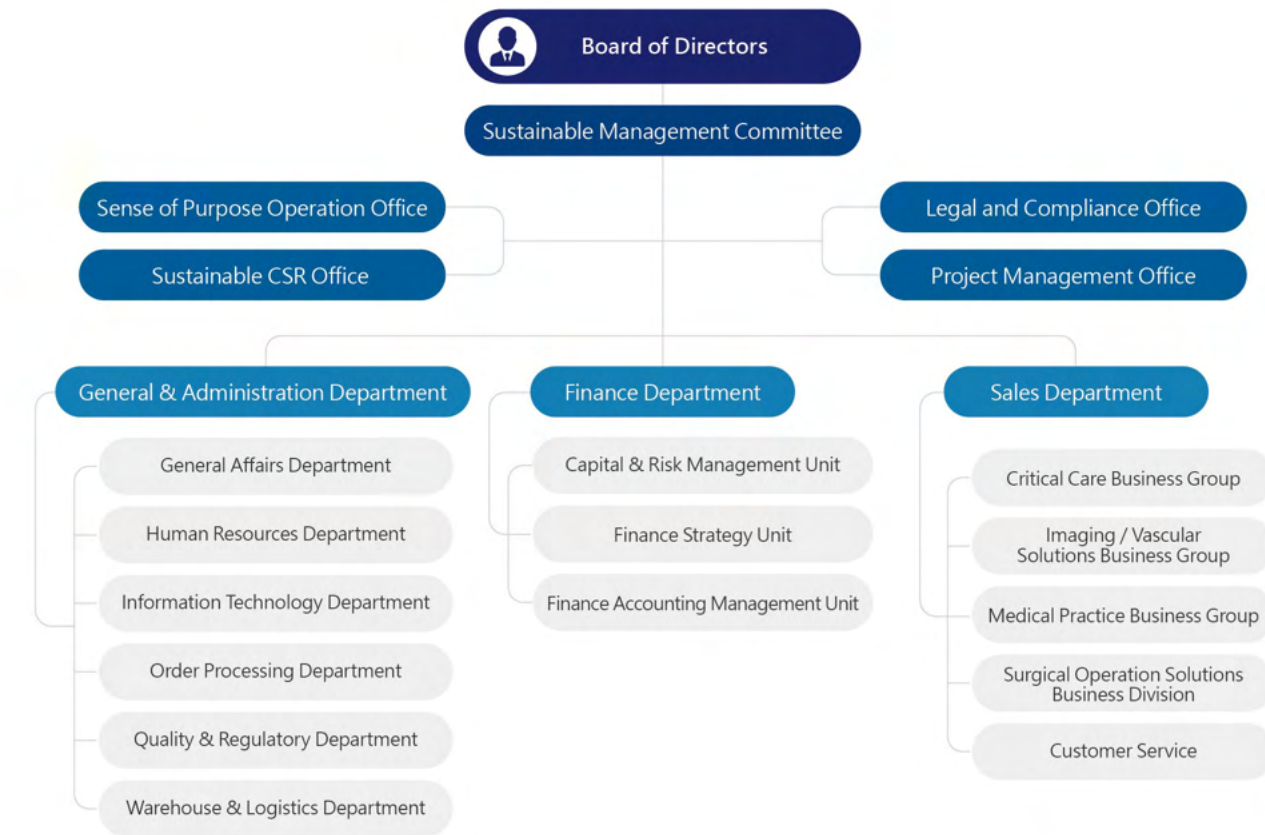 Board of Directors
Sustainable Management Committee
Sense of Purpose Operation Office
Legal and Compliance Office
Sustainable CSR Office
Project Management Office
General & Administration Department
General Affairs Department
Human Resources Department
Information Technology Department
Order Processing Department
Quality & Regulatory Department
Warehouse & Logistics Department
Finance Department
Capital & Risk Management Unit
Finance Strategy Unit
Finance Accounting Management Unit
Sales Department
Critical Care Business Group
Imaging / Vascular
Solutions Business Group
Medical Practice Business Group
Surgical Operation Solutions
Business Division
Customer Service